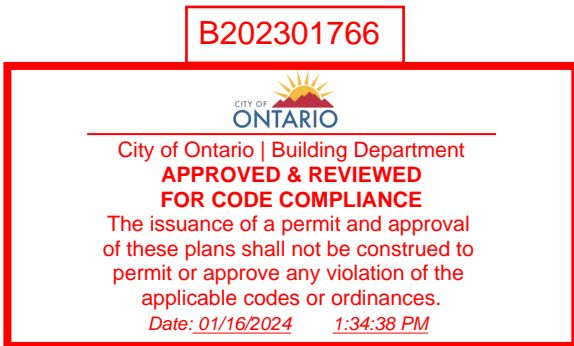 B202301766
CITY OF
ONTARIO
City of Ontario | Building Department
APPROVED & REVIEWED
FOR CODE COMPLIANCE
The issuance of a permit and approval
of these plans shall not be construed to
permit or approve any violation of the
applicable codes or ordinances.
Date: 01/16/2024 1:34:38 PM